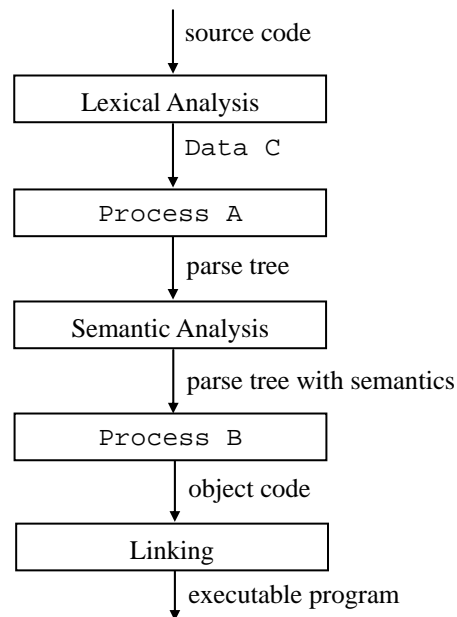 source code
Lexical Analysis
Data C
Process A
parse tree
Semantic Analysis
parse tree with semantics
Process B
object code
Linking
executable program